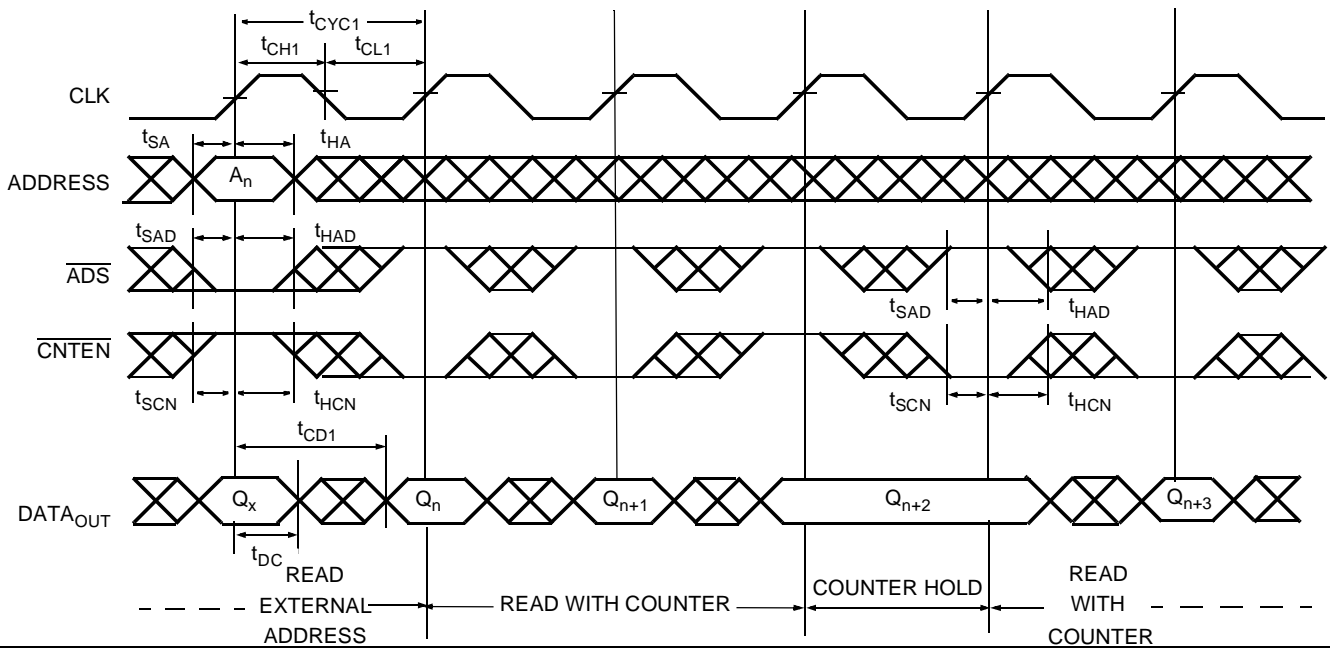 tCYC1
tCH1 tCL1
CLK
tSA tHA
ADDRESS An
tSAD tHAD
ADS
tSAD tHAD
CNTEN
tSCN tHCN tSCN tHCN
tCD1
DATAOUT Qx Qn Qn+1 Qn+2 Qn+3
tDC
READ EXTERNAL ADDRESS
READ WITH COUNTER
COUNTER HOLD
READ WITH COUNTER